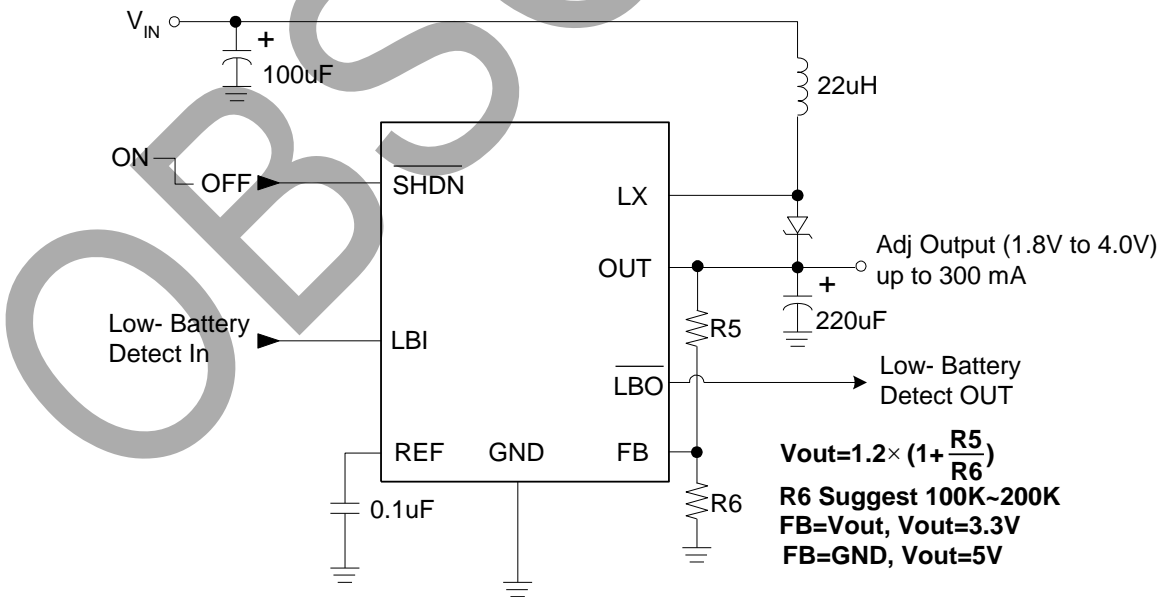 VIN
+
100uF
22uH
ON
OFF
SHDN
LX
OUT
Adj Output (1.8V to 4.0V)
up to 300 mA
+
220uF
R5
Low- Battery
Detect In
LBI
LBO
Low- Battery
Detect OUT
REF
GND
FB
0.1uF
R6
Vout=1.2× (1+R5/R6)
R6 Suggest 100K~200K
FB=Vout, Vout=3.3V
FB=GND, Vout=5V
OBSO